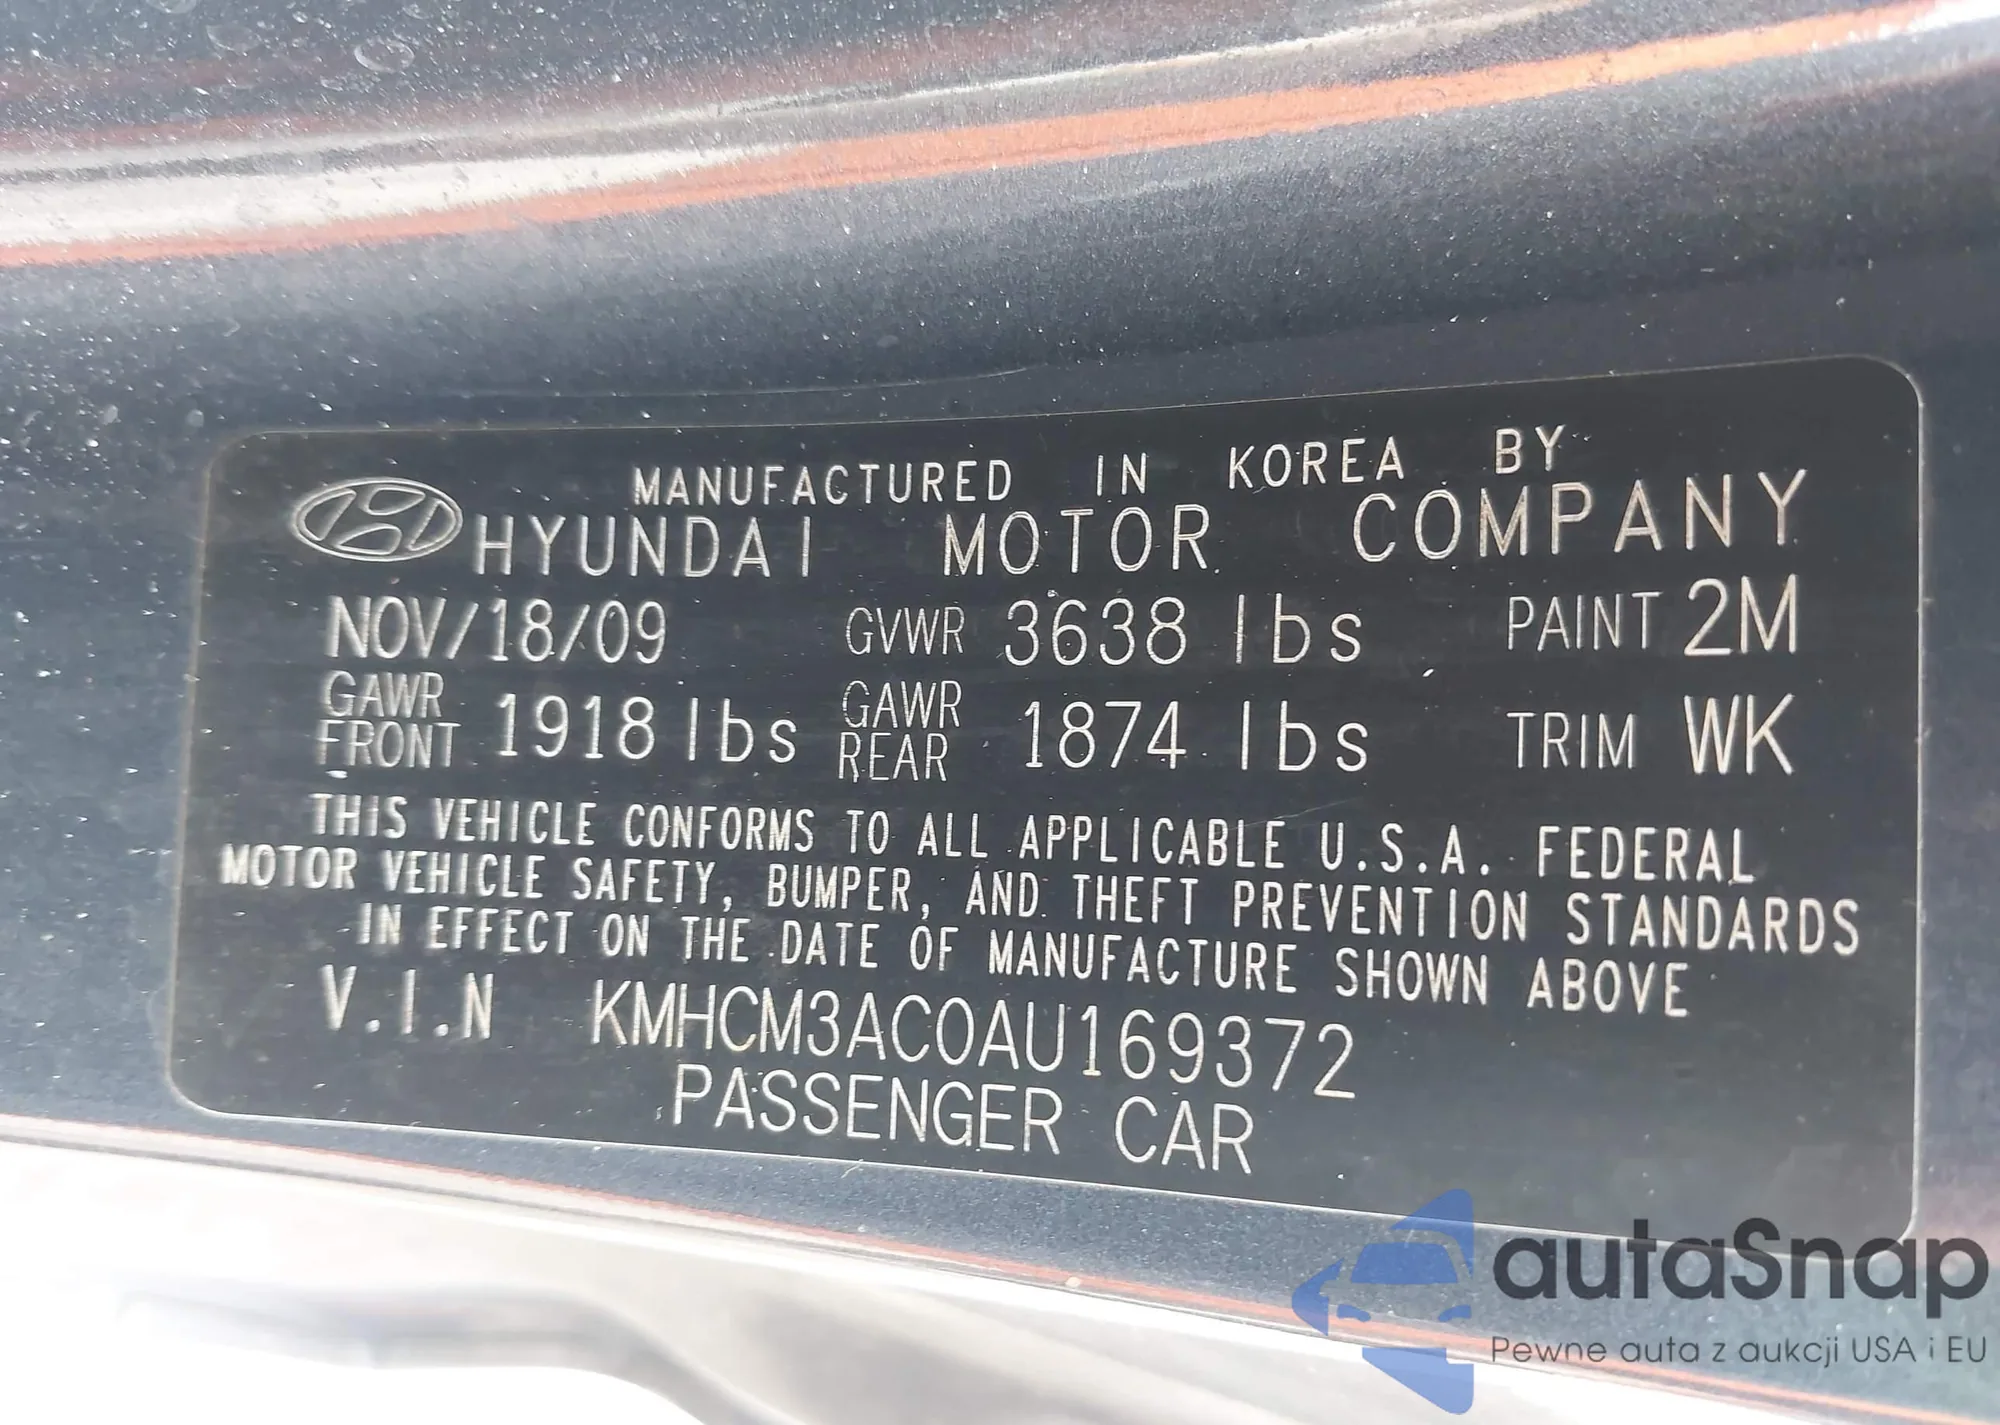 MANUFACTURED IN KOREA BY
HYUNDAI MOTOR COMPANY
NOV/18/09 GVWR 3638 lbs PAINT 2M
GAWR FRONT 1918 lbs GAWR REAR 1874 lbs TRIM WK
THIS VEHICLE CONFORMS TO ALL APPLICABLE U.S.A. FEDERAL
MOTOR VEHICLE SAFETY, BUMPER, AND THEFT PREVENTION STANDARDS
IN EFFECT ON THE DATE OF MANUFACTURE SHOWN ABOVE
V.I.N KMHCM3AC0AU169372
PASSENGER CAR
autaSnap
Pewne auta z aukcji USA i EU